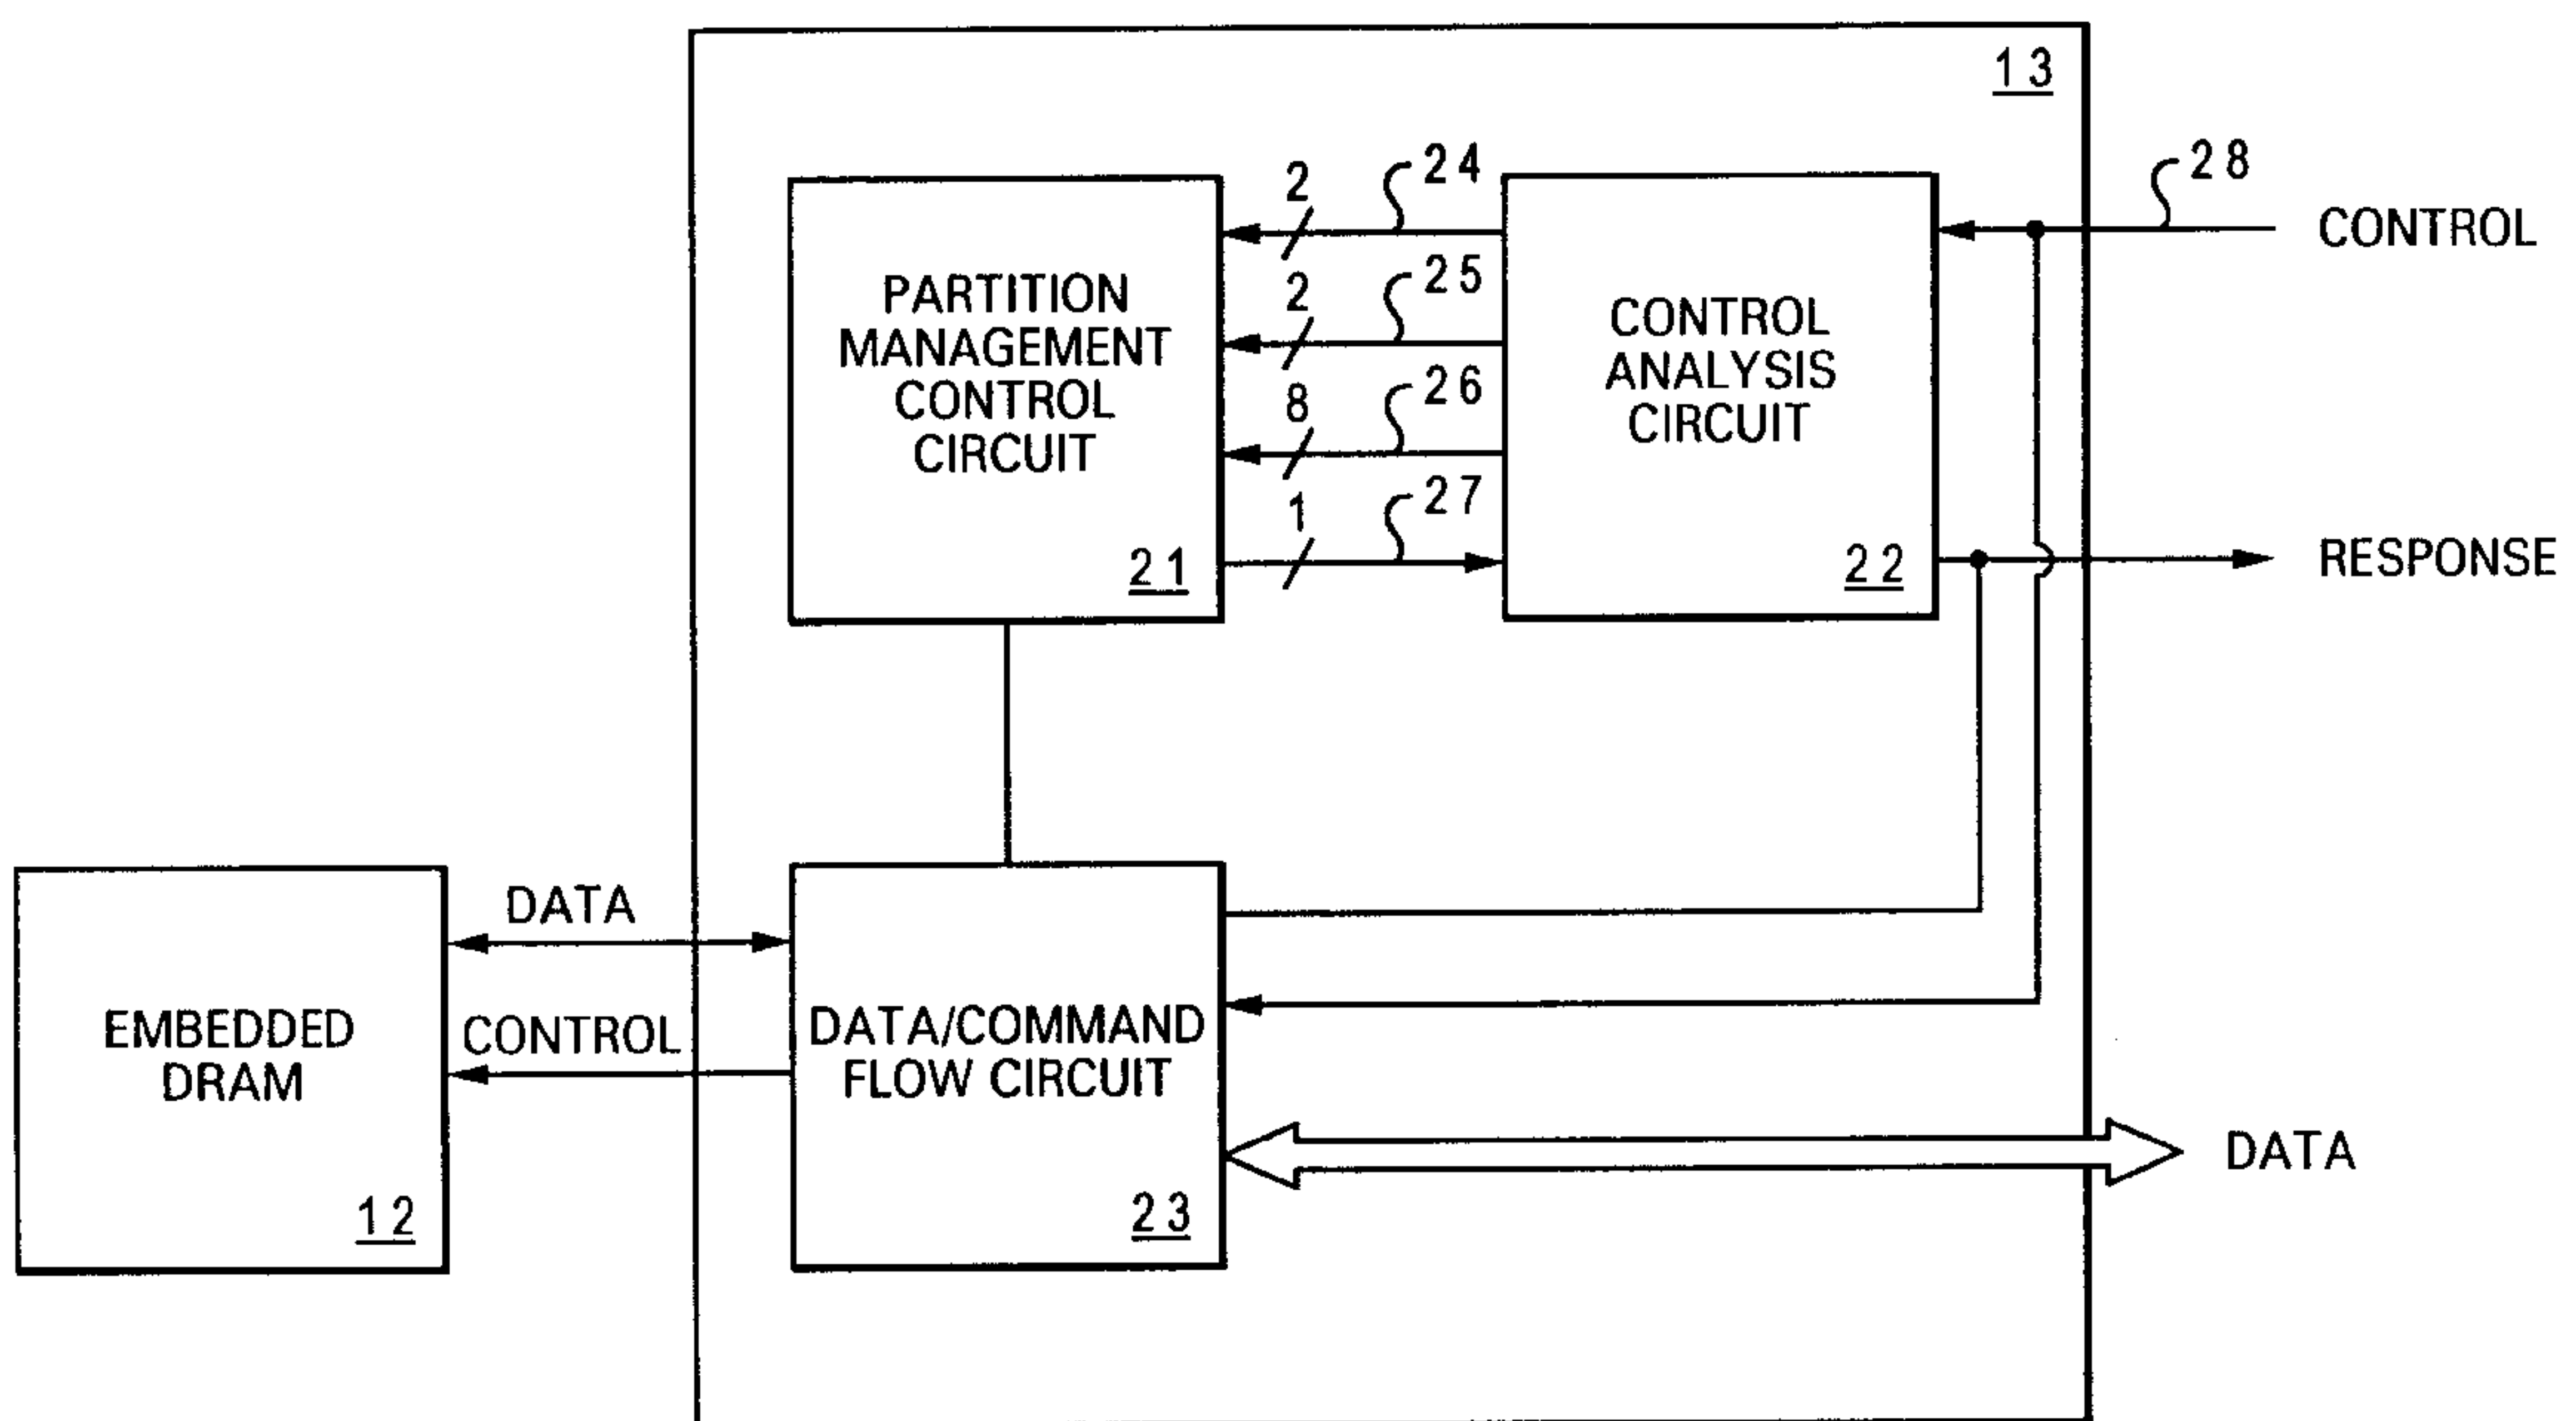 13
2
24
28
CONTROL
2
25
PARTITION
MANAGEMENT
CONTROL
CIRCUIT
21
8
26
1
27
CONTROL
ANALYSIS
CIRCUIT
22
RESPONSE
DATA
CONTROL
EMBEDDED
DRAM
12
DATA/COMMAND
FLOW CIRCUIT
23
DATA